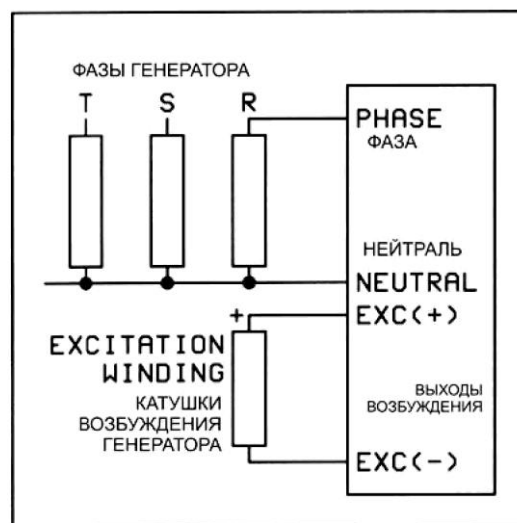 ФАЗЫ ГЕНЕРАТОРА
T S R
PHASE
ФАЗА
НЕЙТРАЛЬ
NEUTRAL
+ EXC(+)
EXCITATION
WINDING
КАТУШКИ
ВОЗБУЖДЕНИЯ
ГЕНЕРАТОРА
ВЫХОДЫ
ВОЗБУЖДЕНИЯ
EXC(-)